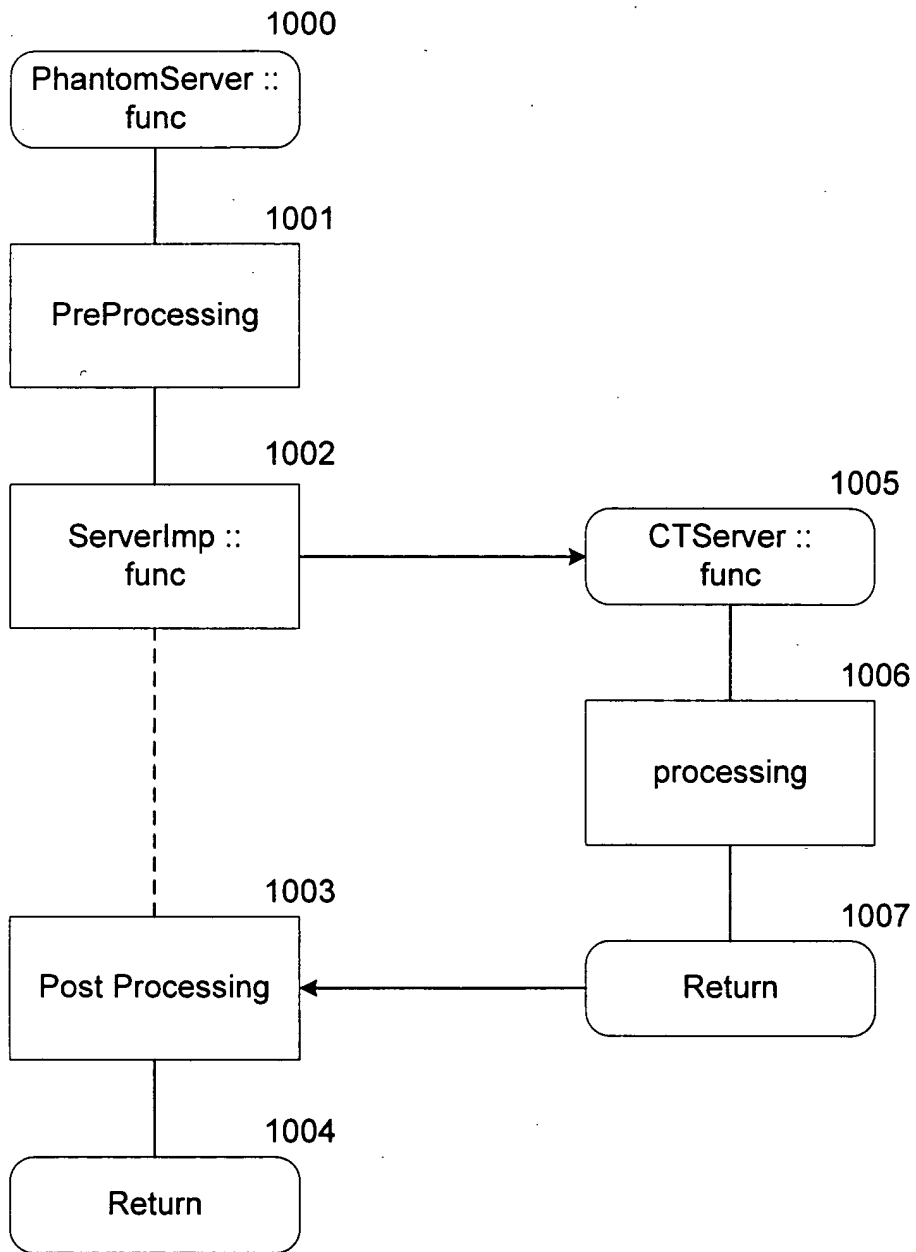 1000
PhantomServer ::
func
1001
PreProcessing
1002
ServerImp ::
func
1005
CTServer ::
func
1006
processing
1003
Post Processing
1007
Return
1004
Return